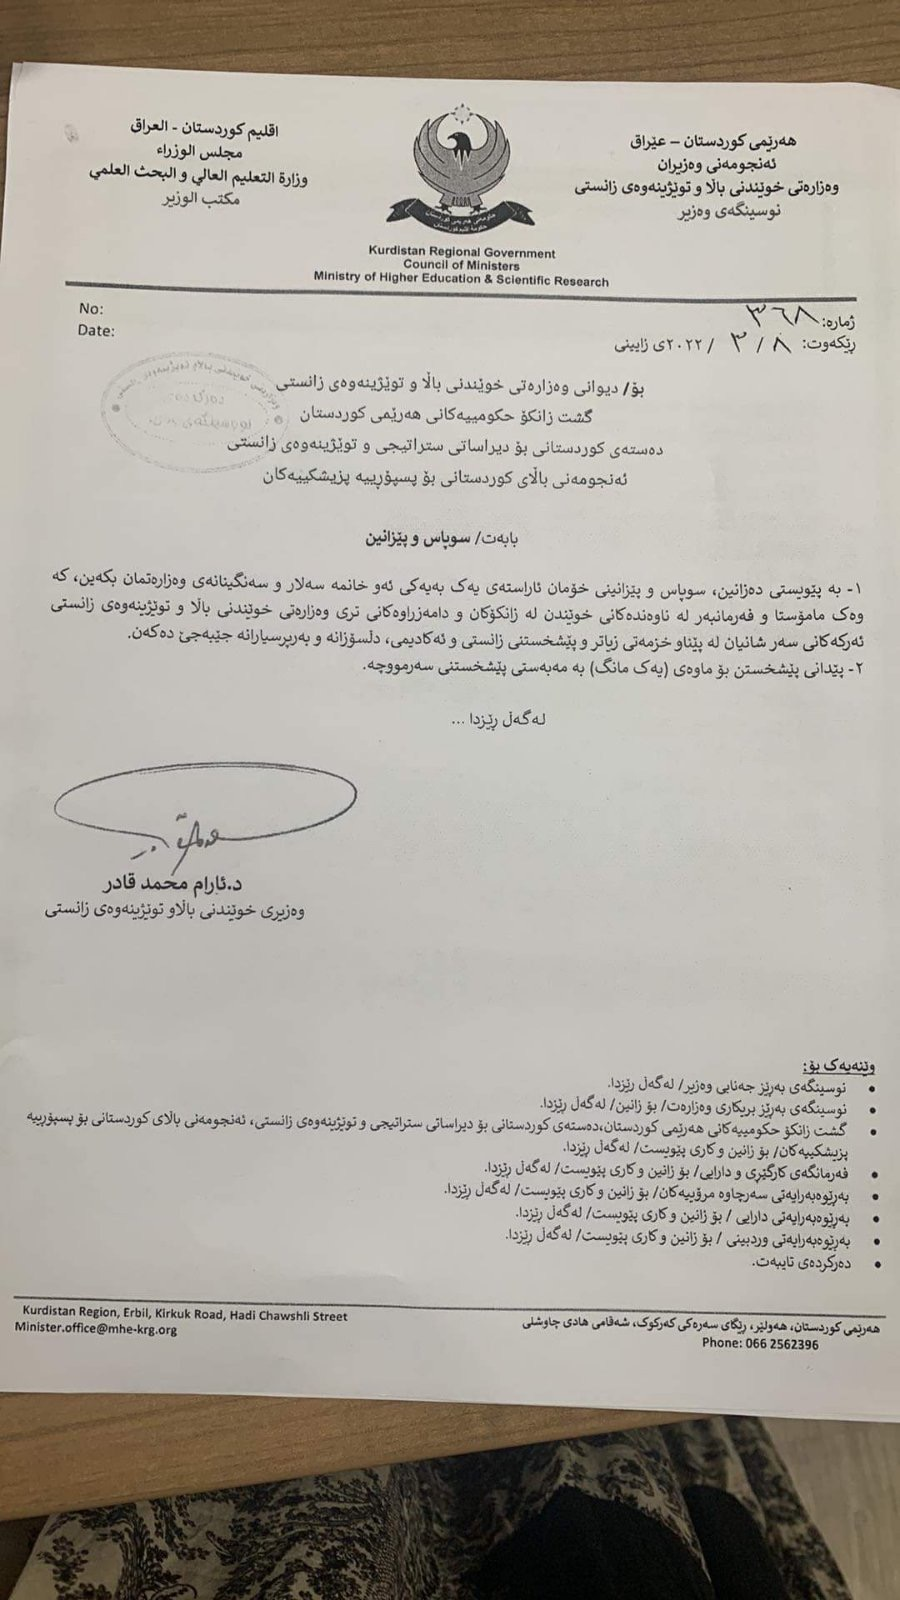 هەرێمی کوردستان – عێراق
ئەنجومەنی وەزیران
وەزارەتی خوێندنی باڵا و توێژینەوەی زانستی
نوسینگەی وەزیر
اقليم كوردستان - العراق
مجلس الوزراء
وزارة التعليم العالي و البحث العلمي
مكتب الوزير
Kurdistan Regional Government
Council of Ministers
Ministry of Higher Education & Scientific Research
No:
Date:
ژمارە: ٣٦٨
ڕێکەوت: ٨ / ٣ / ٢٠٢٢ی زایینی
بۆ/ دیوانی وەزارەتی خوێندنی باڵا و توێژینەوەی زانستی
گشت زانکۆ حکومییەکانی هەرێمی کوردستان
دەستەی کوردستانی بۆ دیراساتی ستراتیجی و توێژینەوەی زانستی
ئەنجومەنی باڵای کوردستانی بۆ پسپۆڕییە پزیشکییەکان
بابەت/ سوپاس و پێزانین
١- بە پێویستی دەزانین، سوپاس و پێزانینی خۆمان ئاراستەی یەک بەیەکی ئەو خانمە سەلار و سەنگینانەی وەزارەتمان بکەین، کە
وەک مامۆستا و فەرمانبەر لە ناوەندەکانی خوێندن لە زانکۆکان و دامەزراوەکانی تری وەزارەتی خوێندنی باڵا و توێژینەوەی زانستی
ئەرکەکانی سەر شانیان لە پێناو خزمەتی زیاتر و پێشخستنی زانستی و ئەکادیمی، دڵسۆزانە و بەرپرسیارانە جێبەجێ دەکەن.
٢- پێدانی پێشخستن بۆ ماوەی (یەک مانگ) بە مەبەستی پێشخستنی سەرمووچە.
لەگەڵ ڕێزدا ...
د.ئارام محمد قادر
وەزیری خوێندنی باڵاو توێژینەوەی زانستی
وێنەیەک بۆ:
• نوسینگەی بەڕێز جەنابی وەزیر/ لەگەڵ ڕێزدا.
• نوسینگەی بەڕێز بریکاری وەزارەت/ بۆ زانین/ لەگەڵ ڕێزدا.
• گشت زانکۆ حکومییەکانی هەرێمی کوردستان،دەستەی کوردستانی بۆ دیراساتی ستراتیجی و توێژینەوەی زانستی، ئەنجومەنی باڵای کوردستانی بۆ پسپۆڕییە
پزیشکییەکان/ بۆ زانین و کاری پێویست/ لەگەڵ ڕێزدا.
• فەرمانگەی کارگێڕی و دارایی/ بۆ زانین و کاری پێویست/ لەگەڵ ڕێزدا.
• بەڕێوەبەرایەتی سەرچاوە مرۆییەکان/ بۆ زانین و کاری پێویست/ لەگەڵ ڕێزدا.
• بەڕێوەبەرایەتی دارایی / بۆ زانین و کاری پێویست/ لەگەڵ ڕێزدا.
• بەڕێوەبەرایەتی وردبینی / بۆ زانین و کاری پێویست/ لەگەڵ ڕێزدا.
• دەرکردەی تایبەت.
هەرێمی کوردستان، هەولێر، ڕێگای سەرەکی کەرکوک، شەقامی هادی چاوشلی
Phone: 066 2562396
Kurdistan Region, Erbil, Kirkuk Road, Hadi Chawshli Street
Minister.office@mhe-krg.org